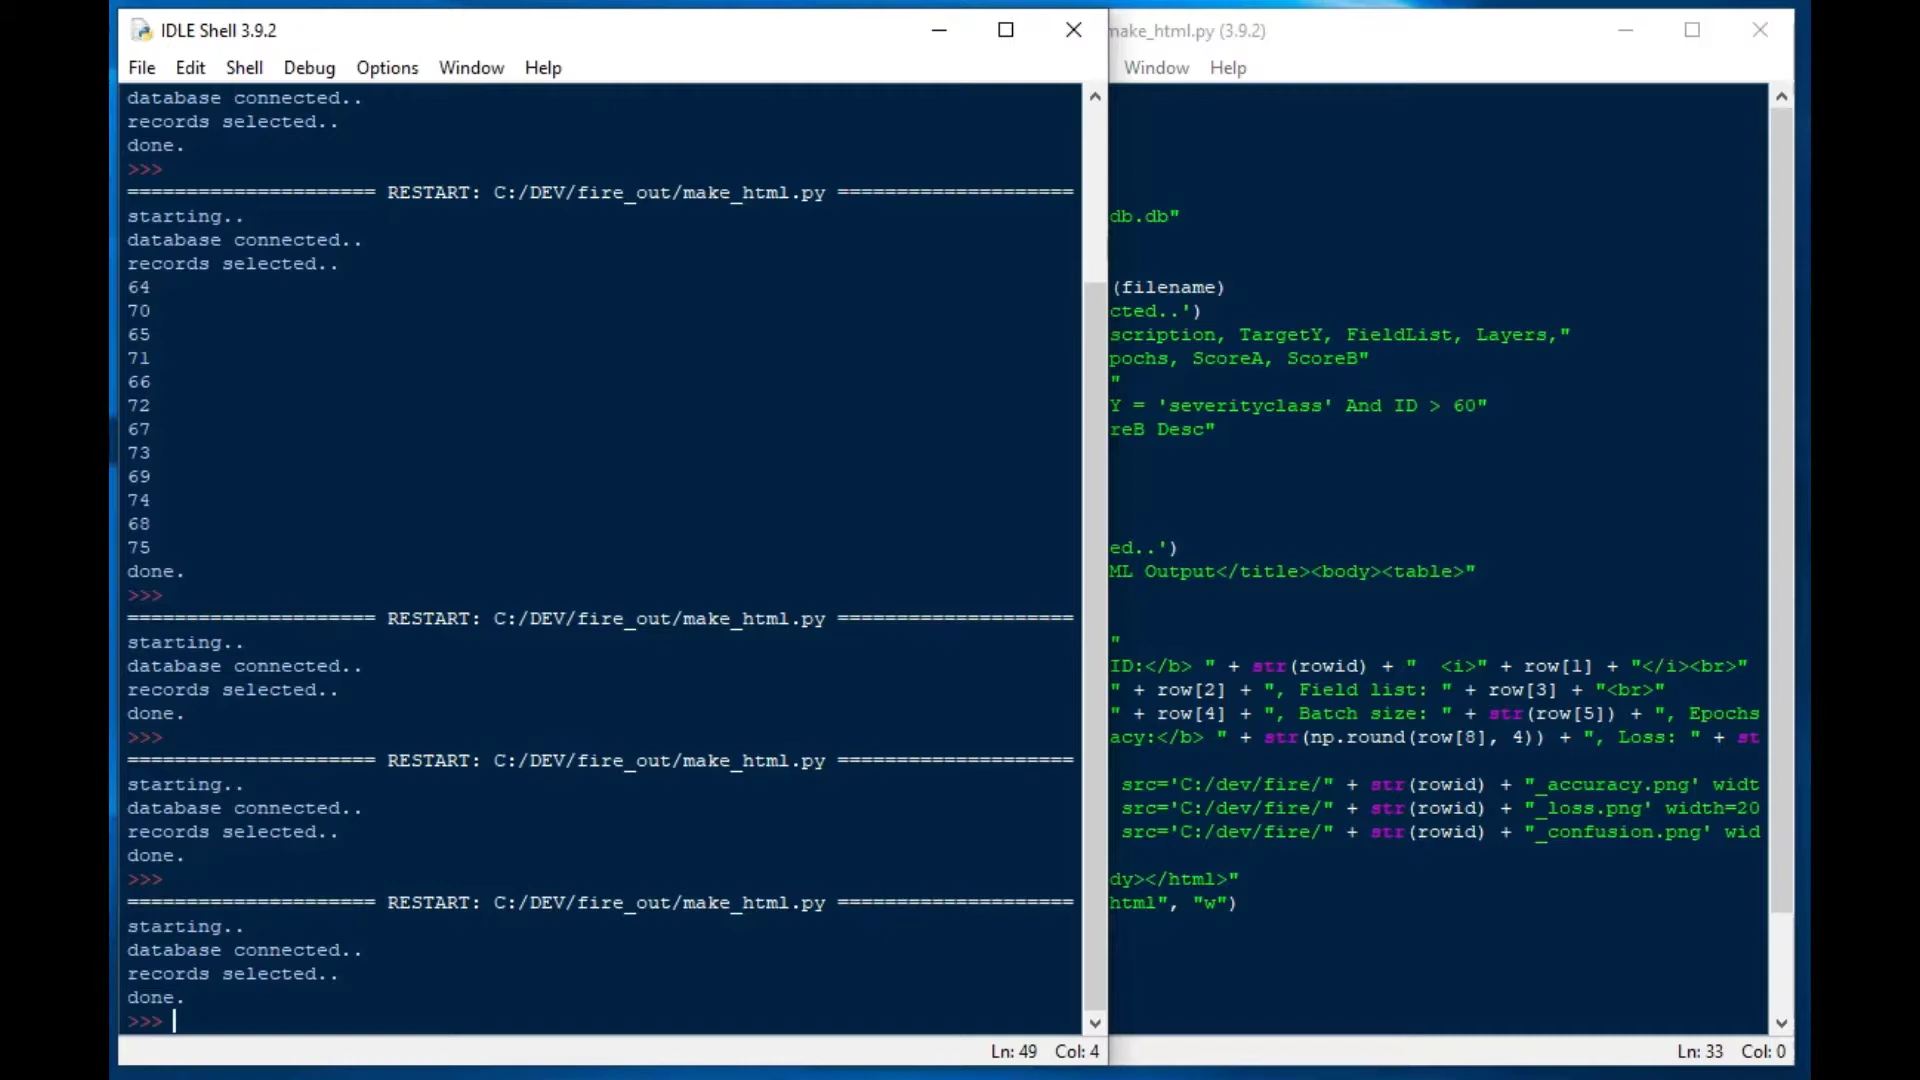 IDLE Shell 3.9.2
File Edit Shell Debug Options Window Help
database connected..
records selected..
done.
>>>
===================== RESTART: C:/DEV/fire_out/make_html.py ====================
starting..
database connected..
records selected..
64
70
65
71
66
72
67
73
69
74
68
75
done.
>>>
===================== RESTART: C:/DEV/fire_out/make_html.py ====================
starting..
database connected..
records selected..
done.
>>>
===================== RESTART: C:/DEV/fire_out/make_html.py ====================
starting..
database connected..
records selected..
done.
>>>
===================== RESTART: C:/DEV/fire_out/make_html.py ====================
starting..
database connected..
records selected..
done.
>>>
Ln: 49 Col: 4
make_html.py (3.9.2)
Window Help
db.db"
(filename)
cted..')
scription, TargetY, FieldList, Layers,"
pochs, ScoreA, ScoreB"
"
Y = 'severityclass' And ID > 60"
reB Desc"
ed..')
ML Output</title><body><table>"
"
ID:</b> " + str(rowid) + "  <i>" + row[1] + "</i><br>"
" + row[2] + ", Field list: " + row[3] + "<br>"
" + row[4] + ", Batch size: " + str(row[5]) + ", Epochs
acy:</b> " + str(np.round(row[8], 4)) + ", Loss: " + st
src='C:/dev/fire/" + str(rowid) + "_accuracy.png' widt
src='C:/dev/fire/" + str(rowid) + "_loss.png' width=20
src='C:/dev/fire/" + str(rowid) + "_confusion.png' wid
dy></html>"
html", "w")
Ln: 33 Col: 0